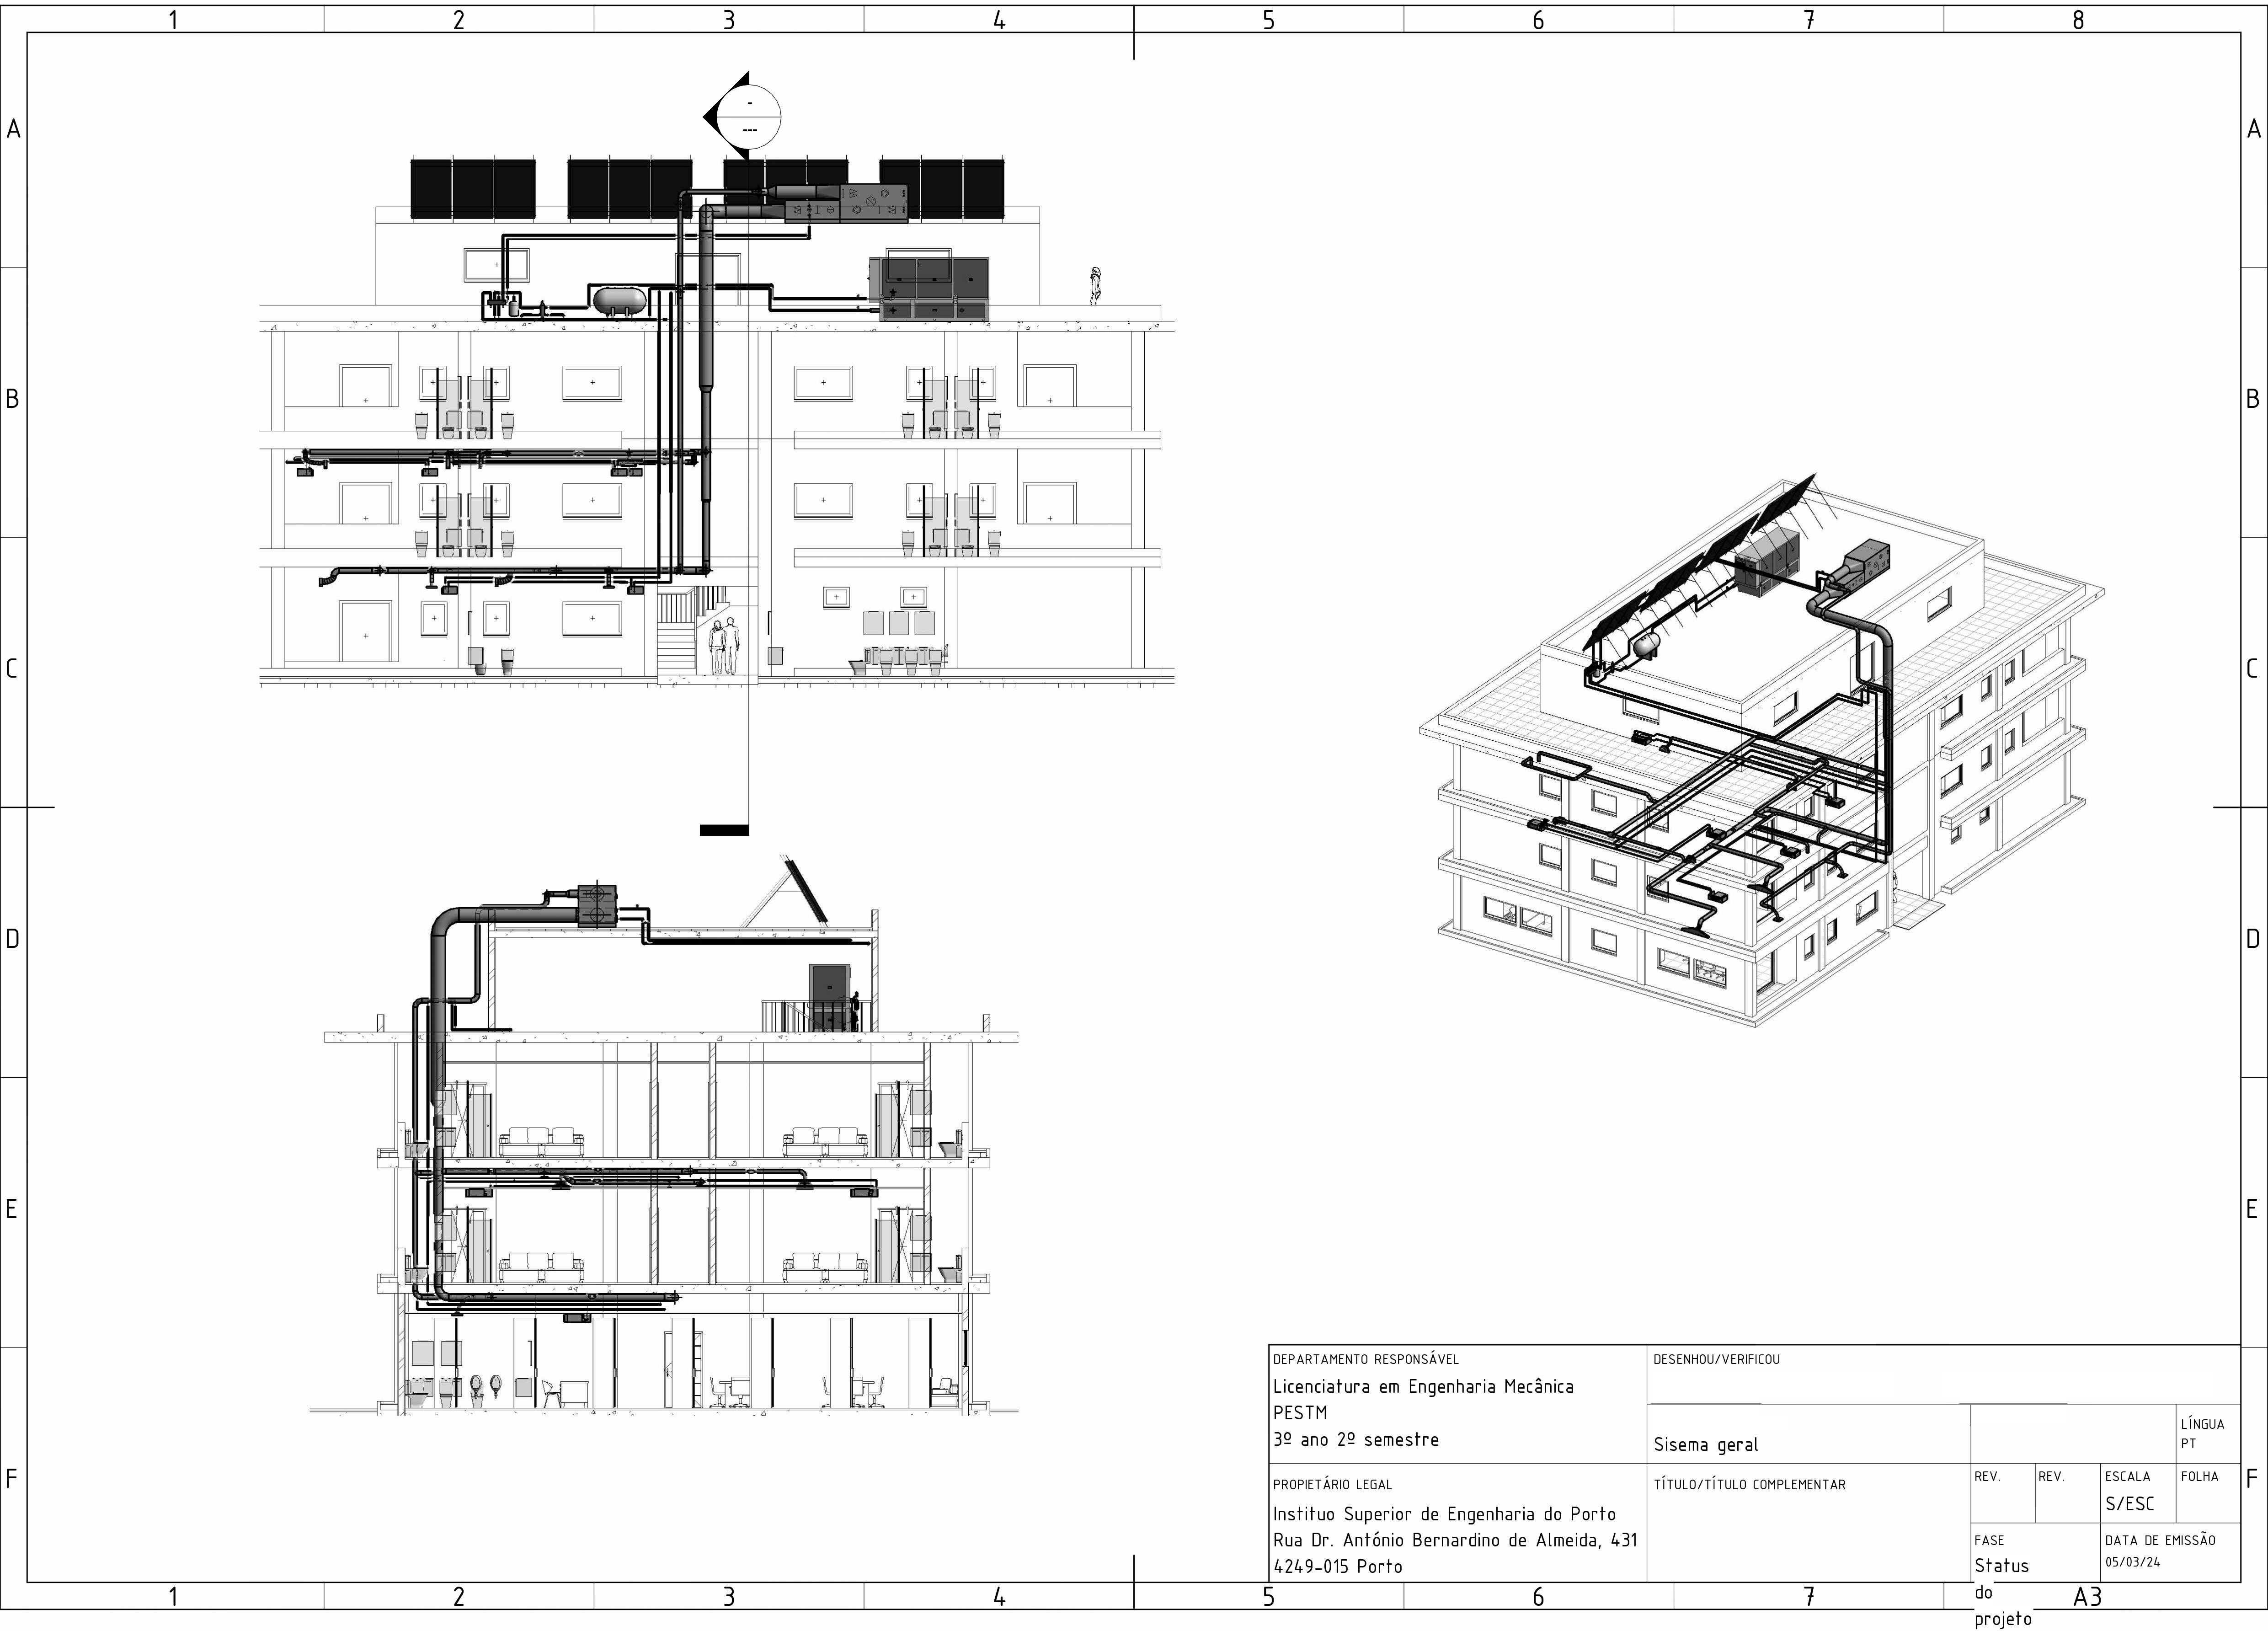 1 2 3 4 5 6 7 8
A A
-
---
B B
C C
D D
E E
DEPARTAMENTO RESPONSÁVEL
Licenciatura em Engenharia Mecânica
PESTM
3º ano 2º semestre
DESENHOU/VERIFICOU
Sisema geral
LÍNGUA
PT
PROPIETÁRIO LEGAL
Instituo Superior de Engenharia do Porto
Rua Dr. António Bernardino de Almeida, 431
4249-015 Porto
TÍTULO/TÍTULO COMPLEMENTAR
REV.
REV.
ESCALA
S/ESC
FOLHA
F F
FASE
Status
do
projeto
DATA DE EMISSÃO
05/03/24
1 2 3 4 5 6 7 A3